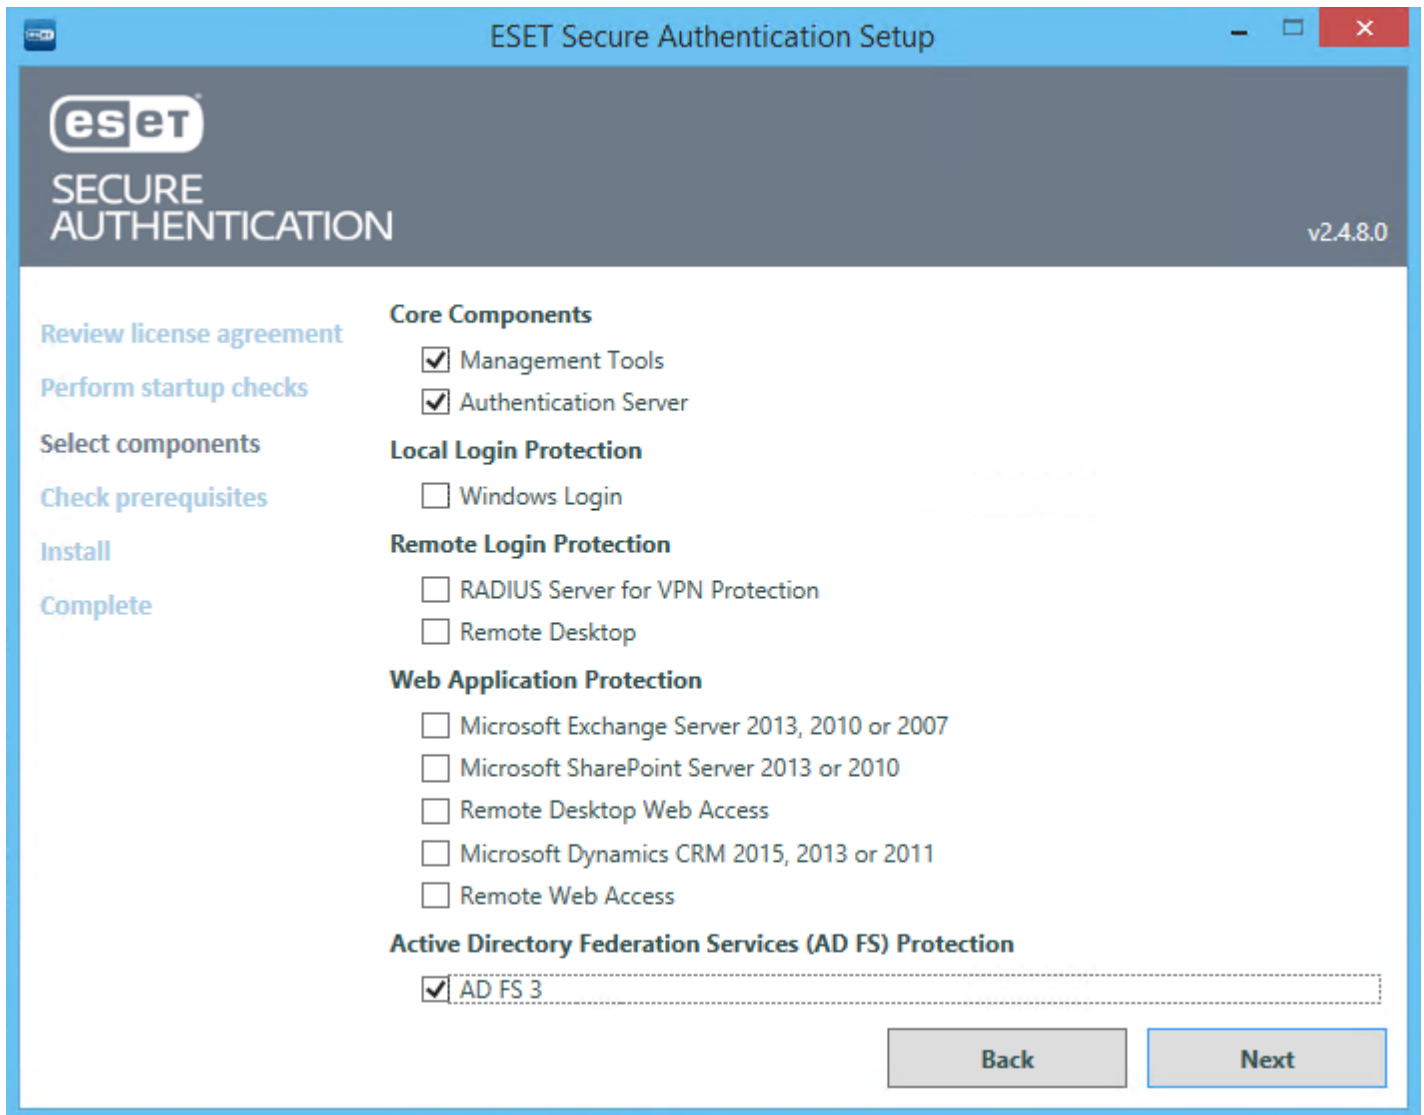 ESET Secure Authentication Setup
eset
SECURE
AUTHENTICATION
v2.4.8.0
Review license agreement
Perform startup checks
Select components
Check prerequisites
Install
Complete
Core Components
Management Tools
Authentication Server
Local Login Protection
Windows Login
Remote Login Protection
RADIUS Server for VPN Protection
Remote Desktop
Web Application Protection
Microsoft Exchange Server 2013, 2010 or 2007
Microsoft SharePoint Server 2013 or 2010
Remote Desktop Web Access
Microsoft Dynamics CRM 2015, 2013 or 2011
Remote Web Access
Active Directory Federation Services (AD FS) Protection
AD FS 3
Back
Next